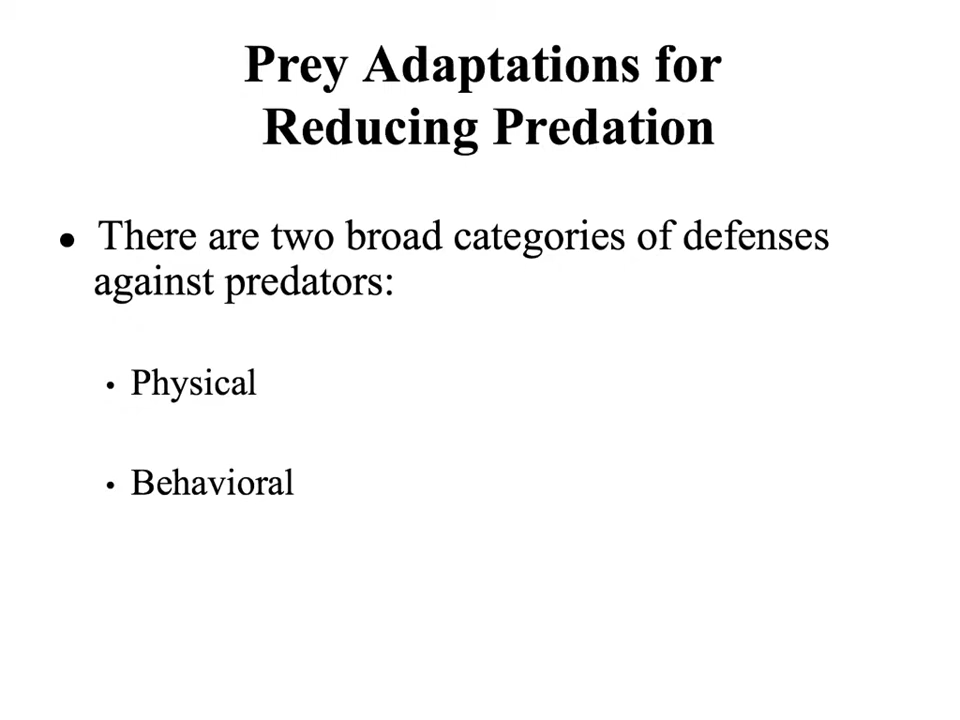 Prey Adaptations for
Reducing Predation
• There are two broad categories of defenses
against predators:
• Physical
• Behavioral